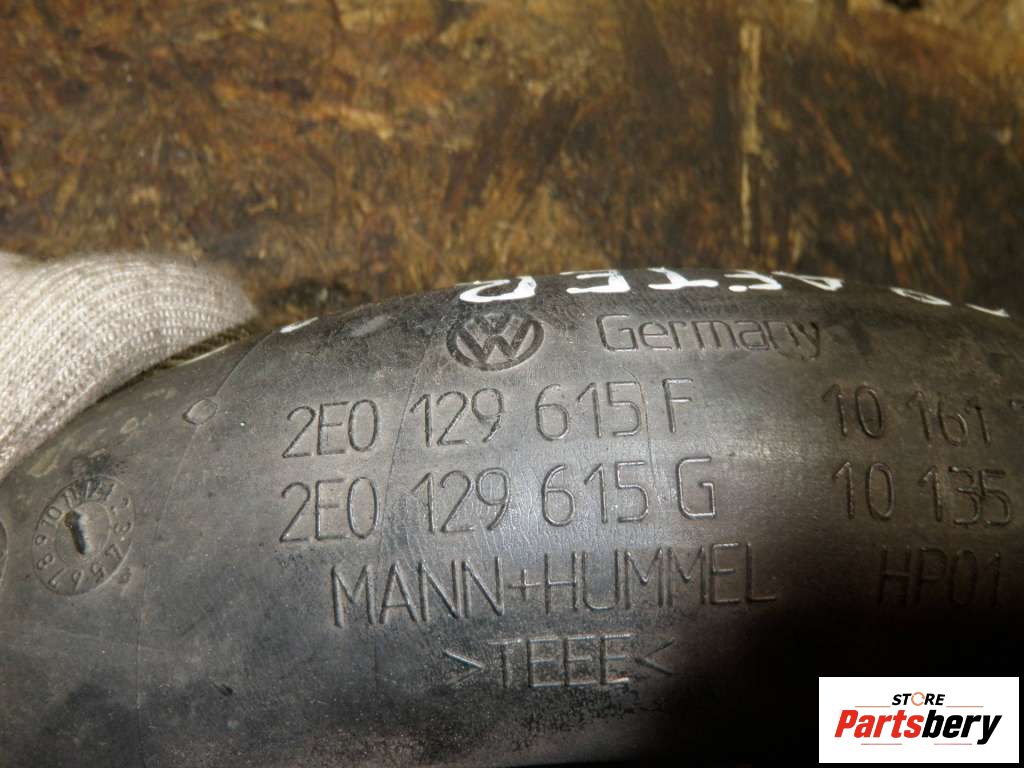 Germany
2E0 129 615 F 10 161
2E0 129 615 G 10 135
MANN+HUMMEL HP01
>TEEE<
STORE
Partsbery